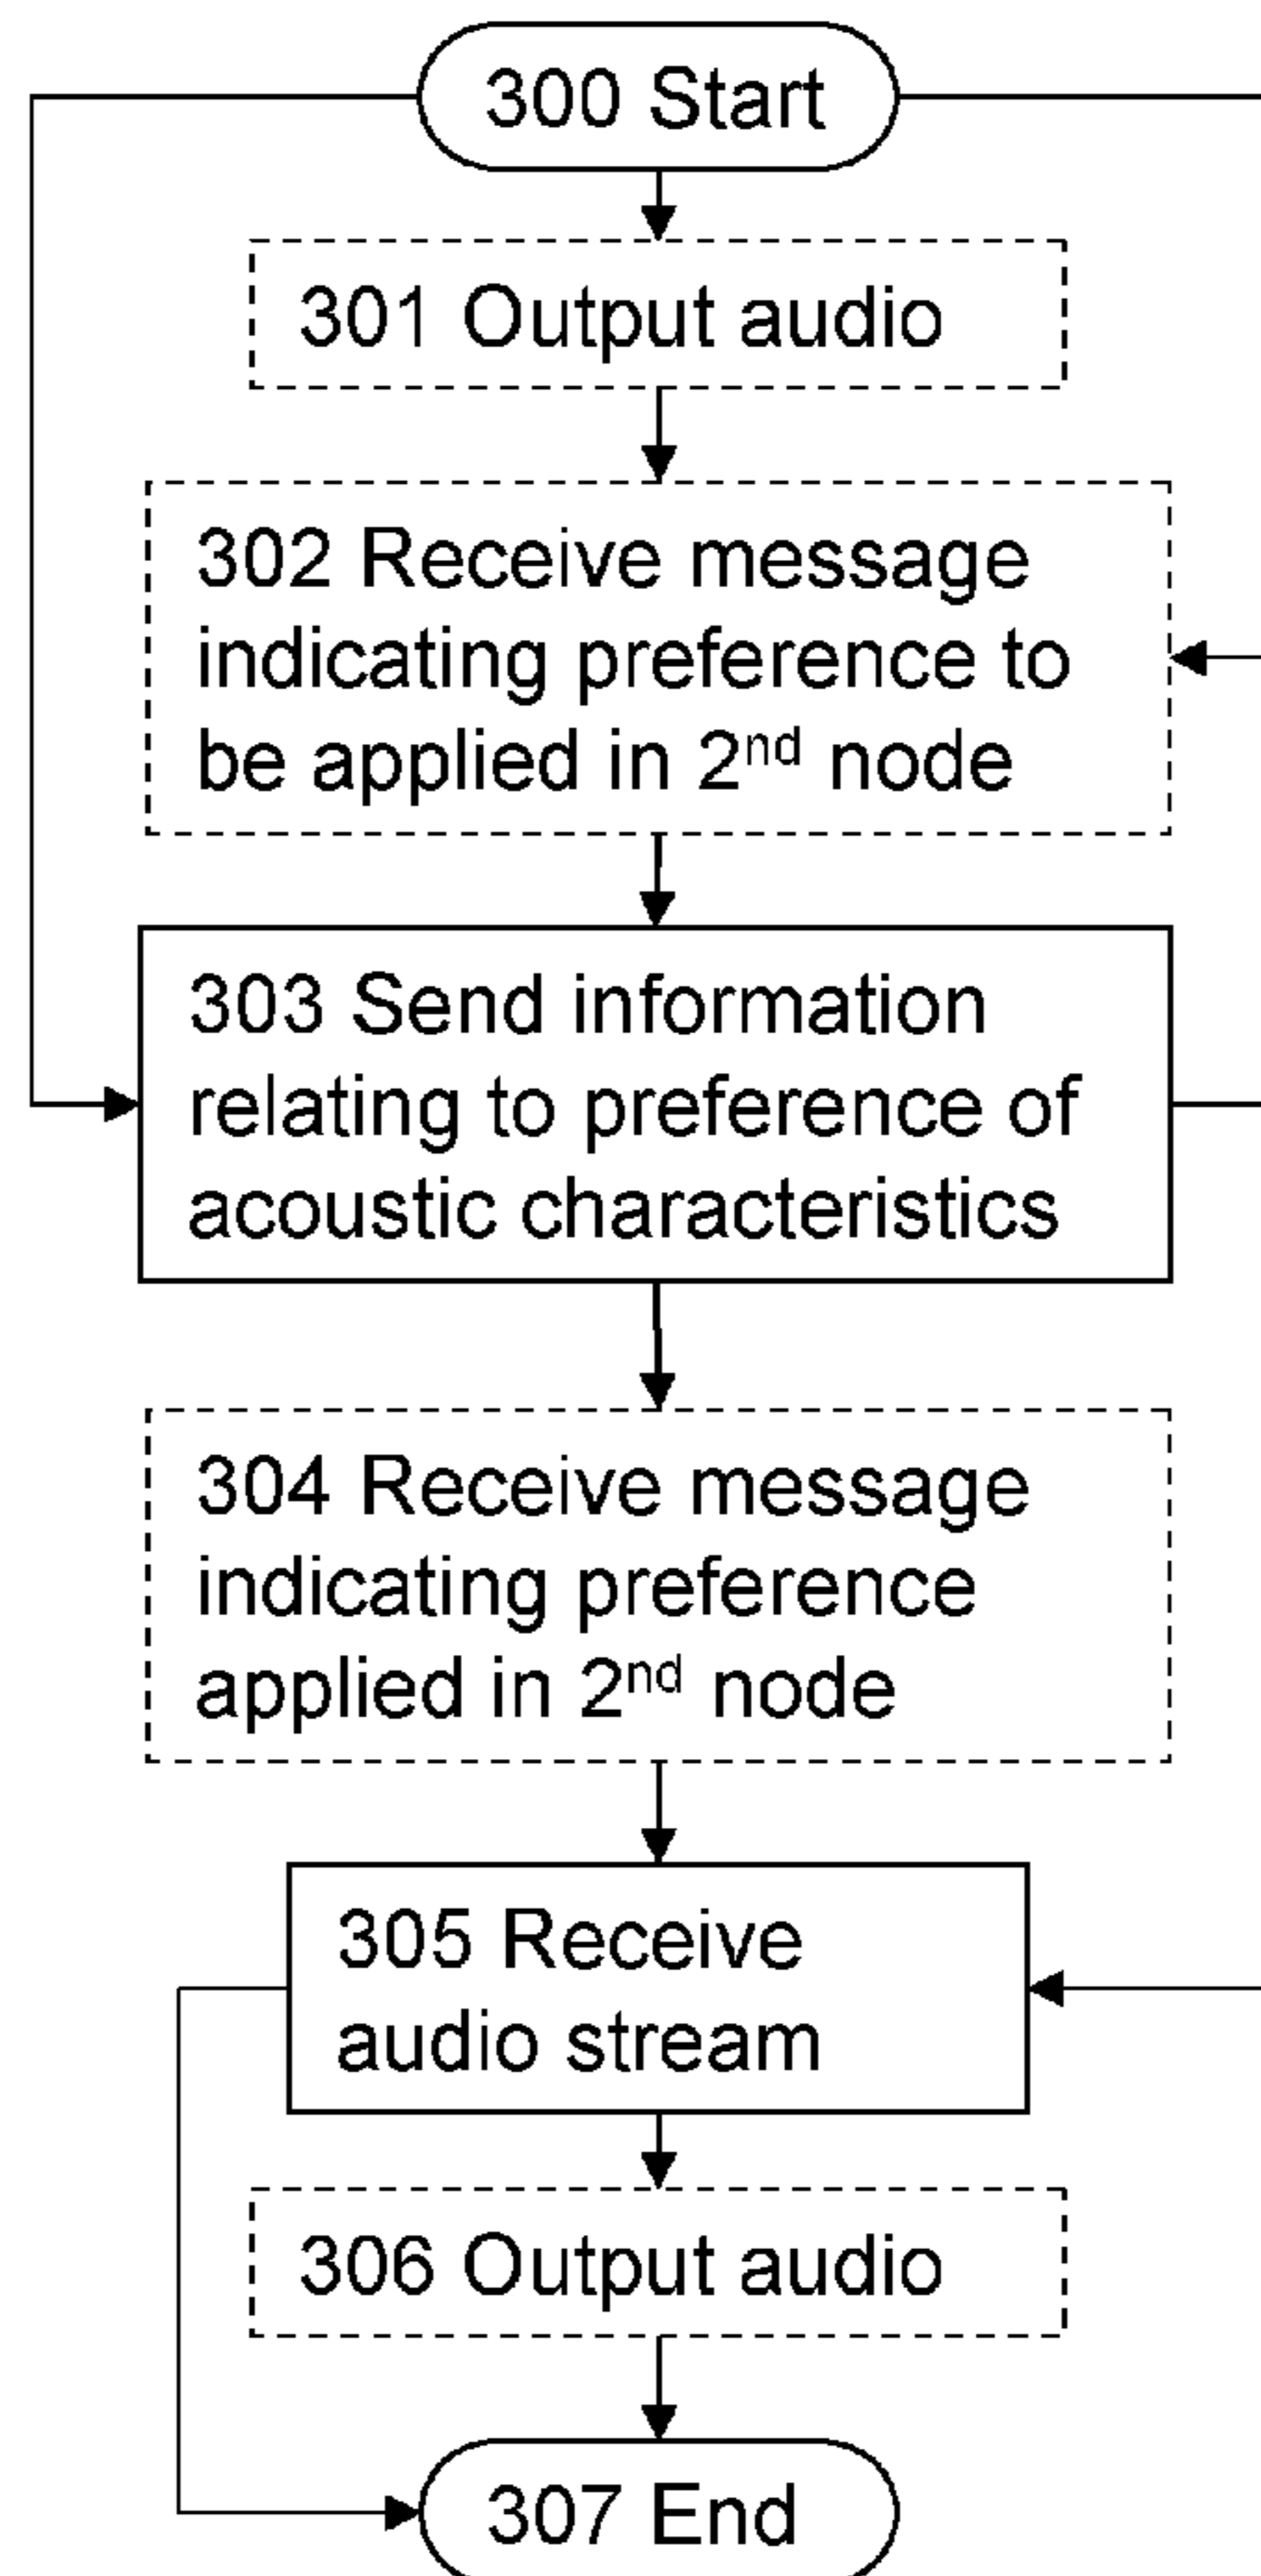 300 Start
301 Output audio
302 Receive message
indicating preference to
be applied in 2nd node
303 Send information
relating to preference of
acoustic characteristics
304 Receive message
indicating preference
applied in 2nd node
305 Receive
audio stream
306 Output audio
307 End